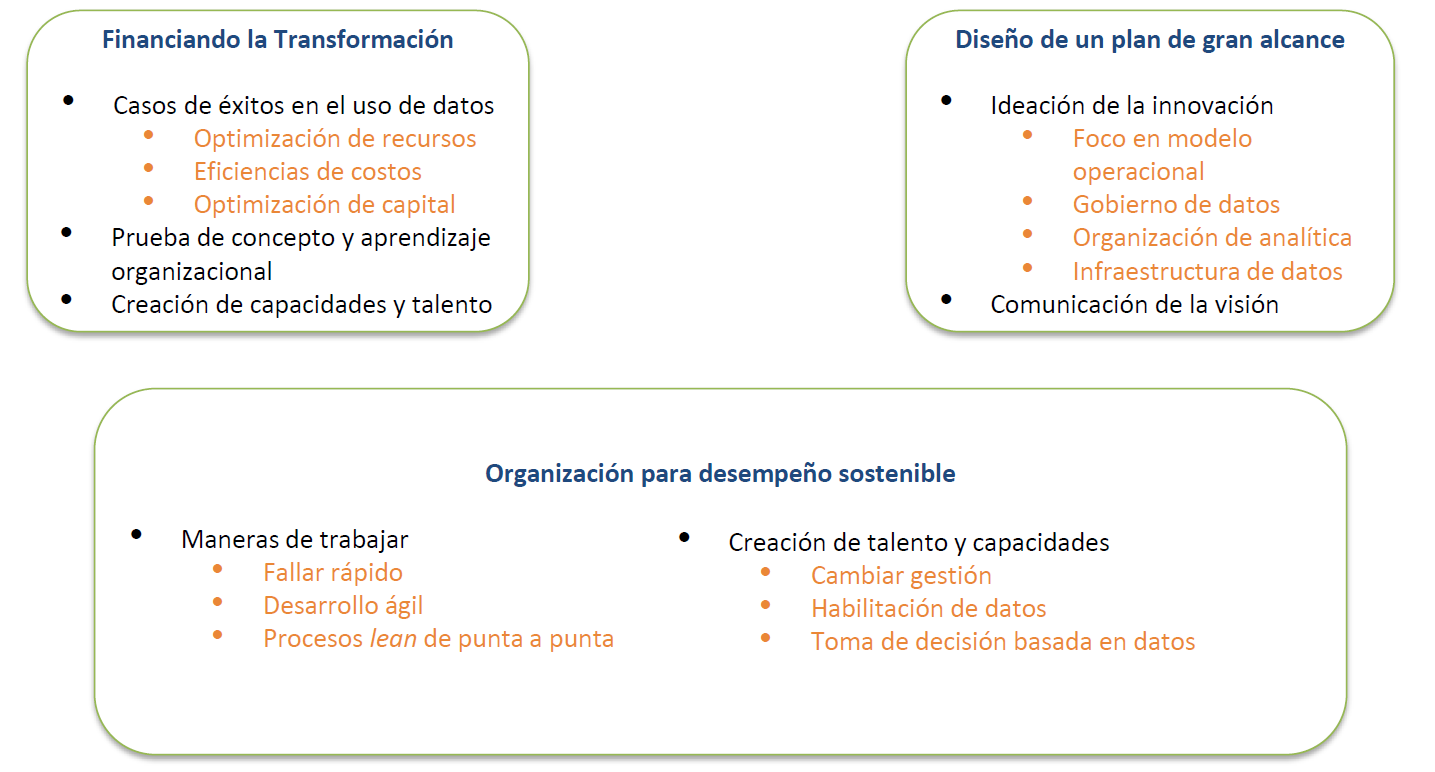 Financiando la Transformación
• Casos de éxitos en el uso de datos
• Optimización de recursos
• Eficiencias de costos
• Optimización de capital
• Prueba de concepto y aprendizaje
organizacional
• Creación de capacidades y talento
Diseño de un plan de gran alcance
• Ideación de la innovación
• Foco en modelo
operacional
• Gobierno de datos
• Organización de analítica
• Infraestructura de datos
• Comunicación de la visión
Organización para desempeño sostenible
• Maneras de trabajar
• Fallar rápido
• Desarrollo ágil
• Procesos lean de punta a punta
• Creación de talento y capacidades
• Cambiar gestión
• Habilitación de datos
• Toma de decisión basada en datos